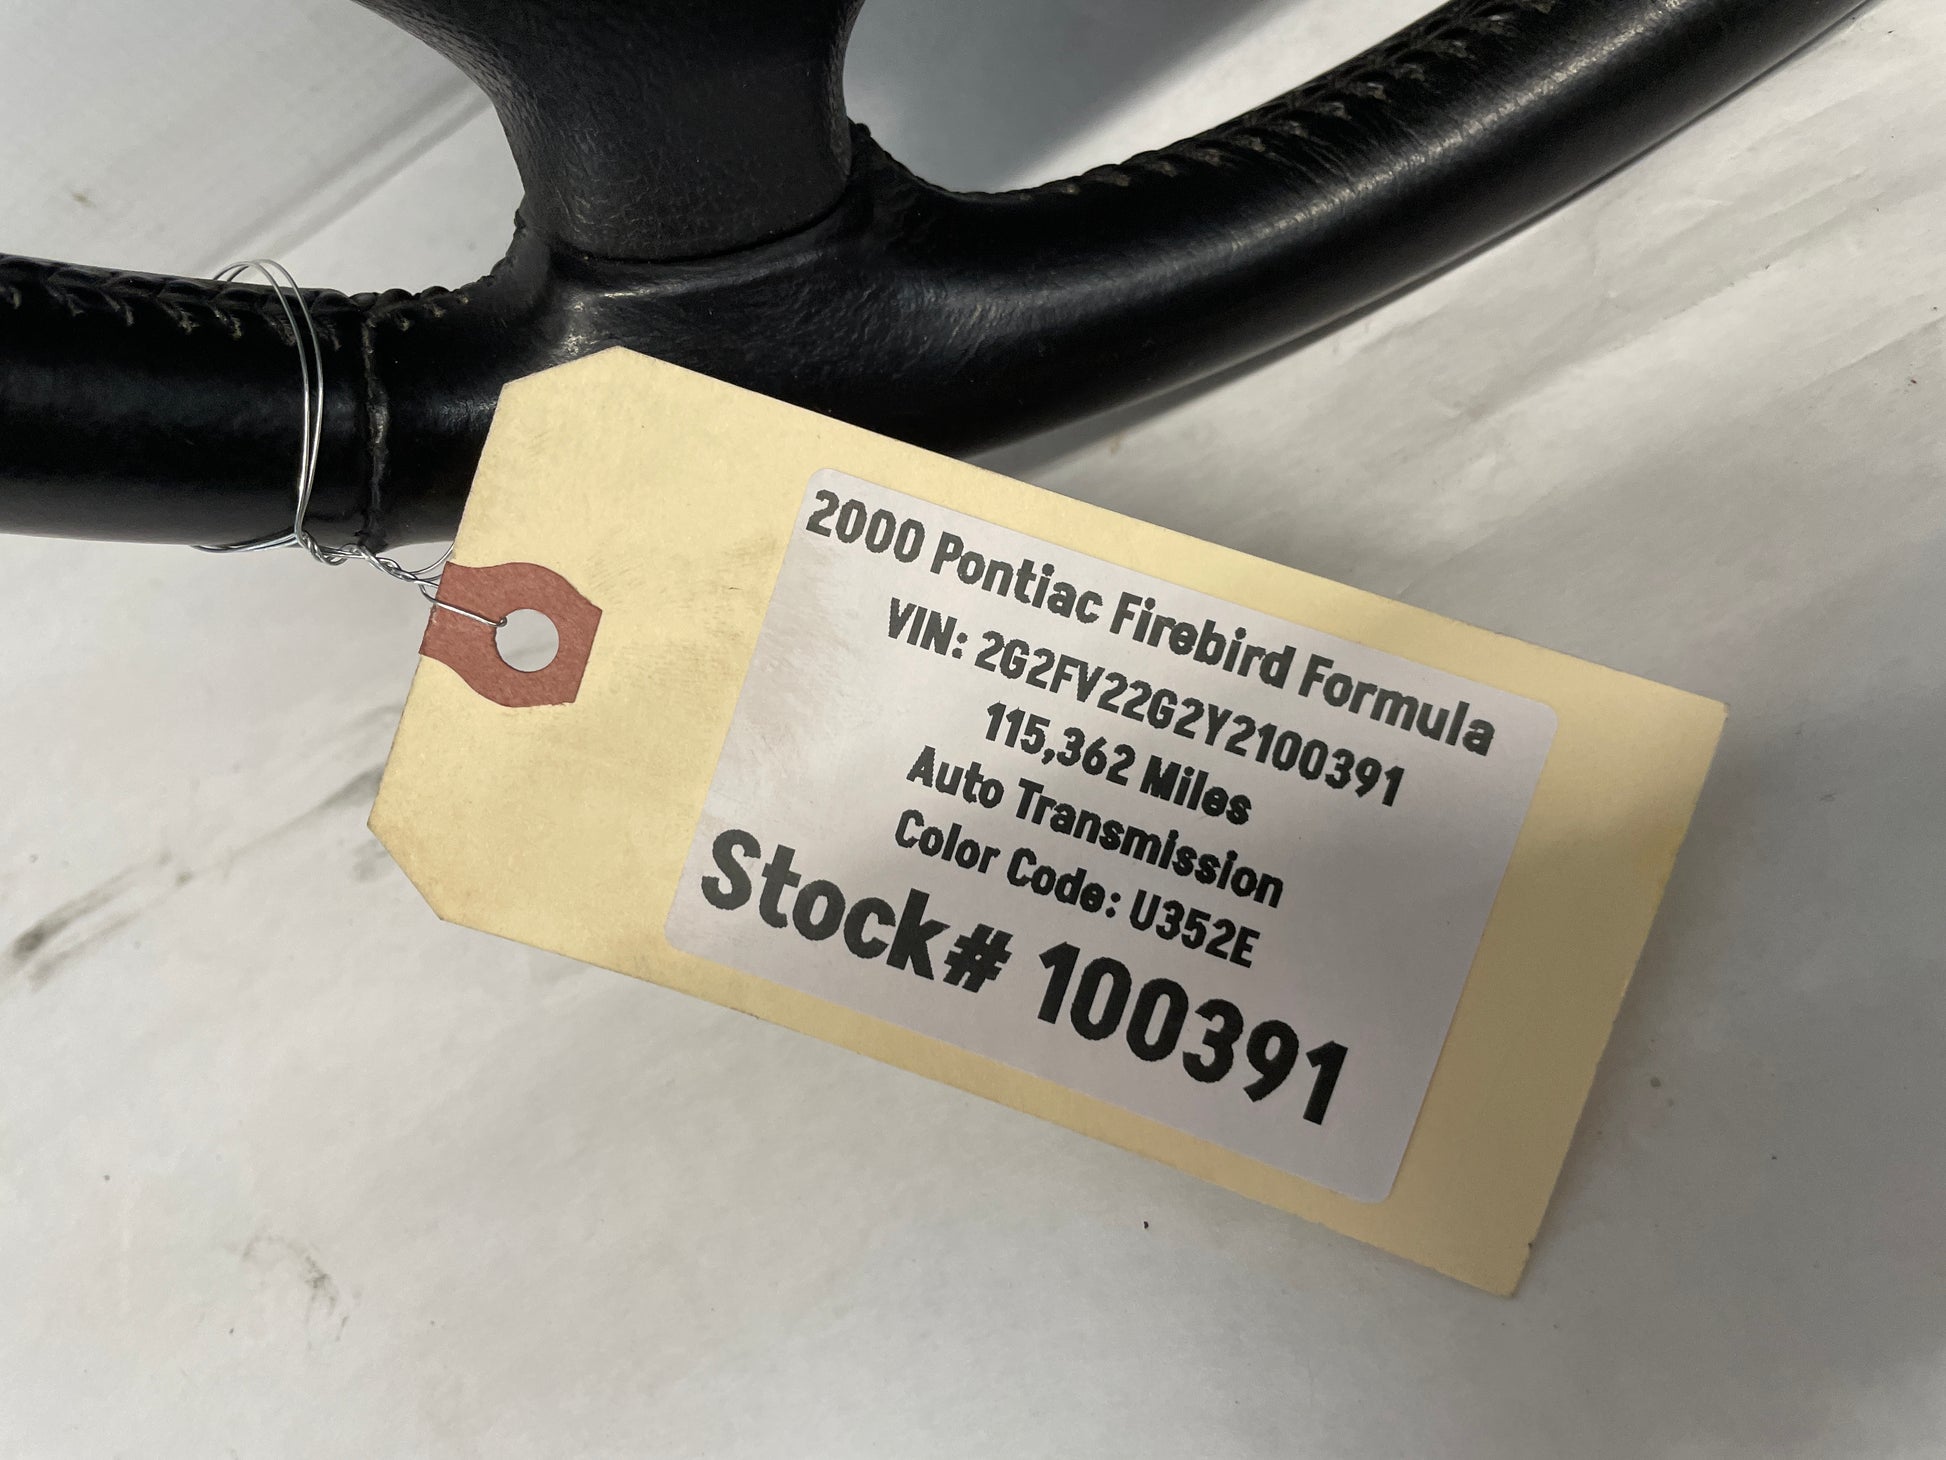 2000 Pontiac Firebird Formula
VIN: 2G2FV22G2Y2100391
115,362 Miles
Auto Transmission
Color Code: U352E
Stock# 100391